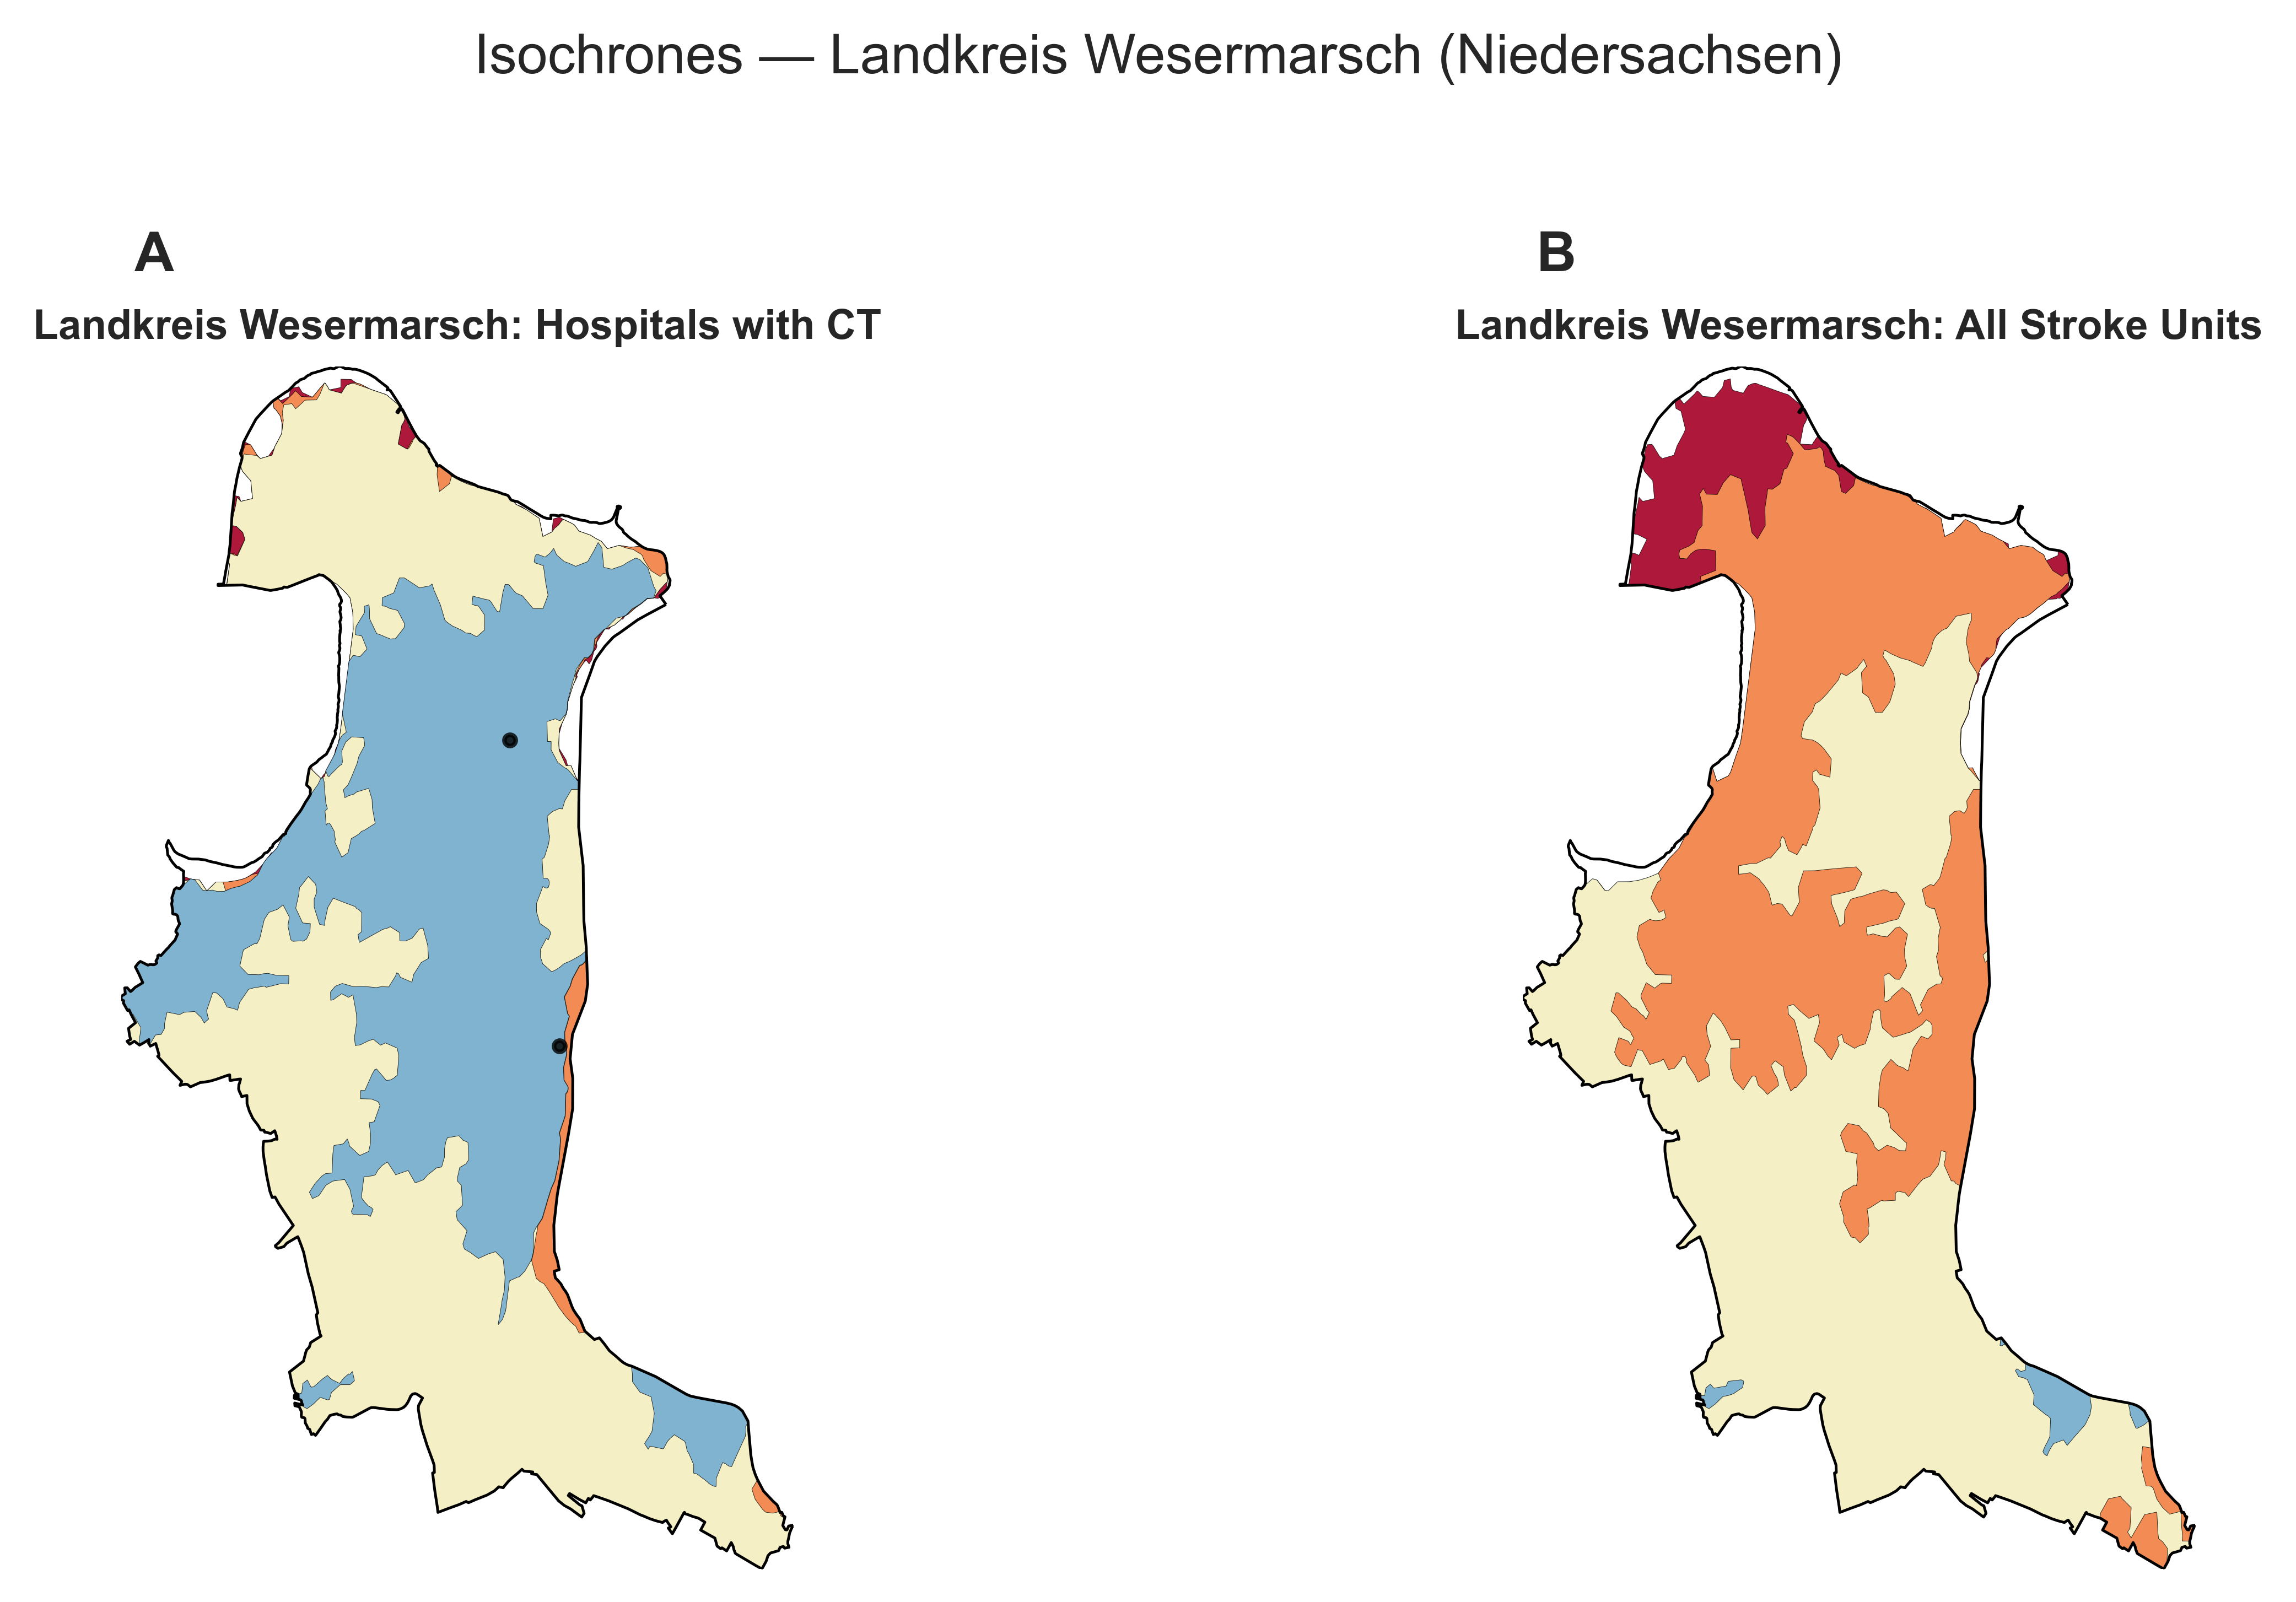 Isochrones — Landkreis Wesermarsch (Niedersachsen)
A
Landkreis Wesermarsch: Hospitals with CT
B
Landkreis Wesermarsch: All Stroke Units